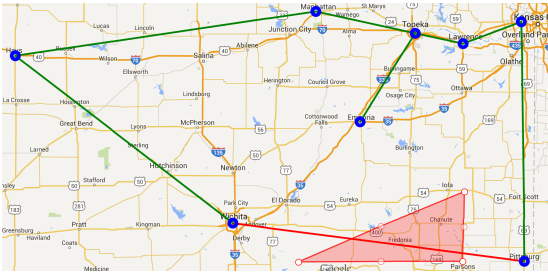 Manhattan
St Marys
Wamego
Lucas
Lincoln
Kansas C
Topeka
Junction City
Alma
Lawrence
Overland Park
Hays
Russell
Abilene
Salina
Wilson
Olathe
Ellsworth
Burlingame
Herington
Council Grove
Osage City
Ottawa
La Crosse
Hoisington
Lindsborg
Great Bend
Lyons
McPherson
Cottonwood
Falls
Emporia
Larned
Sterling
Burlington
Hutchinson
Newton
Stafford
Iola
Fort Scott
Park City
El Dorado
Eureka
Pratt
Kingman
Wichita
Chanute
Greensburg
Haviland
Derby
Fredonia
Coats
Pittsburg
Medicine
Parsons